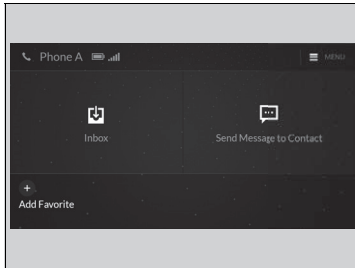 Phone A
MENU
Inbox
Send Message to Contact
Add Favorite